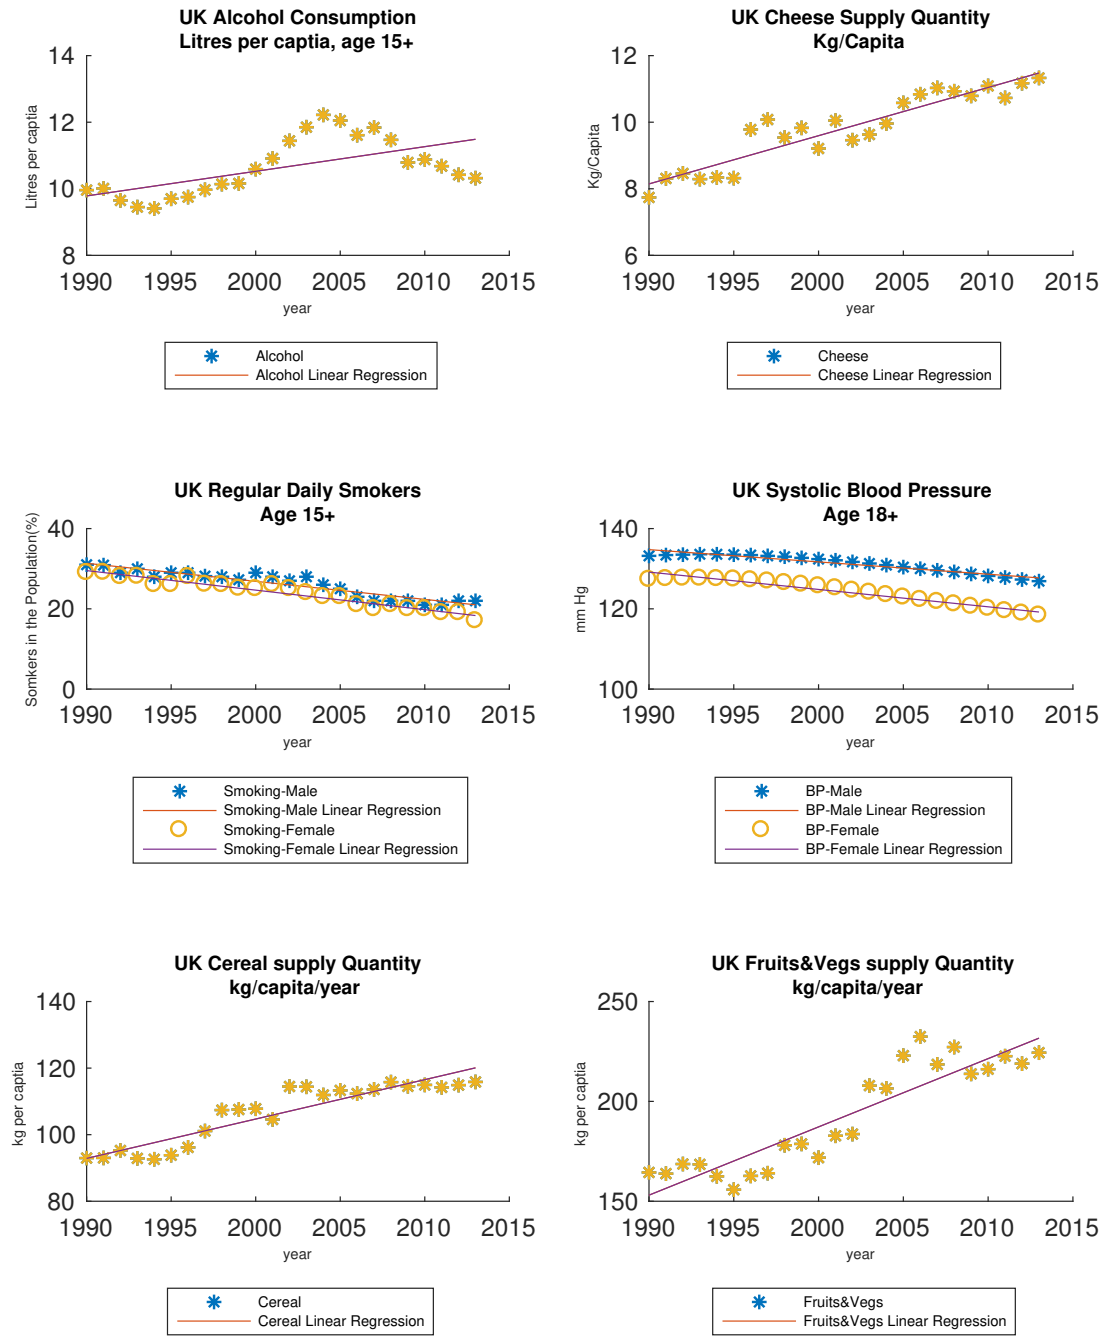 UK Alcohol Consumption
Litres per captia, age 15+
14
12
10
8
Litres per captia
1990 1995 2000 2005 2010 2015
year
Alcohol
Alcohol Linear Regression
UK Cheese Supply Quantity
Kg/Capita
12
10
8
6
Kg/Capita
1990 1995 2000 2005 2010 2015
year
Cheese
Cheese Linear Regression
UK Regular Daily Smokers
Age 15+
40
20
0
Somkers in the Population(%)
1990 1995 2000 2005 2010 2015
year
Smoking-Male
Smoking-Male Linear Regression
Smoking-Female
Smoking-Female Linear Regression
UK Systolic Blood Pressure
Age 18+
140
120
100
mm Hg
1990 1995 2000 2005 2010 2015
year
BP-Male
BP-Male Linear Regression
BP-Female
BP-Female Linear Regression
UK Cereal supply Quantity
kg/capita/year
140
120
100
80
kg per captia
1990 1995 2000 2005 2010 2015
year
Cereal
Cereal Linear Regression
UK Fruits&Vegs supply Quantity
kg/capita/year
250
200
150
kg per captia
1990 1995 2000 2005 2010 2015
year
Fruits&Vegs
Fruits&Vegs Linear Regression